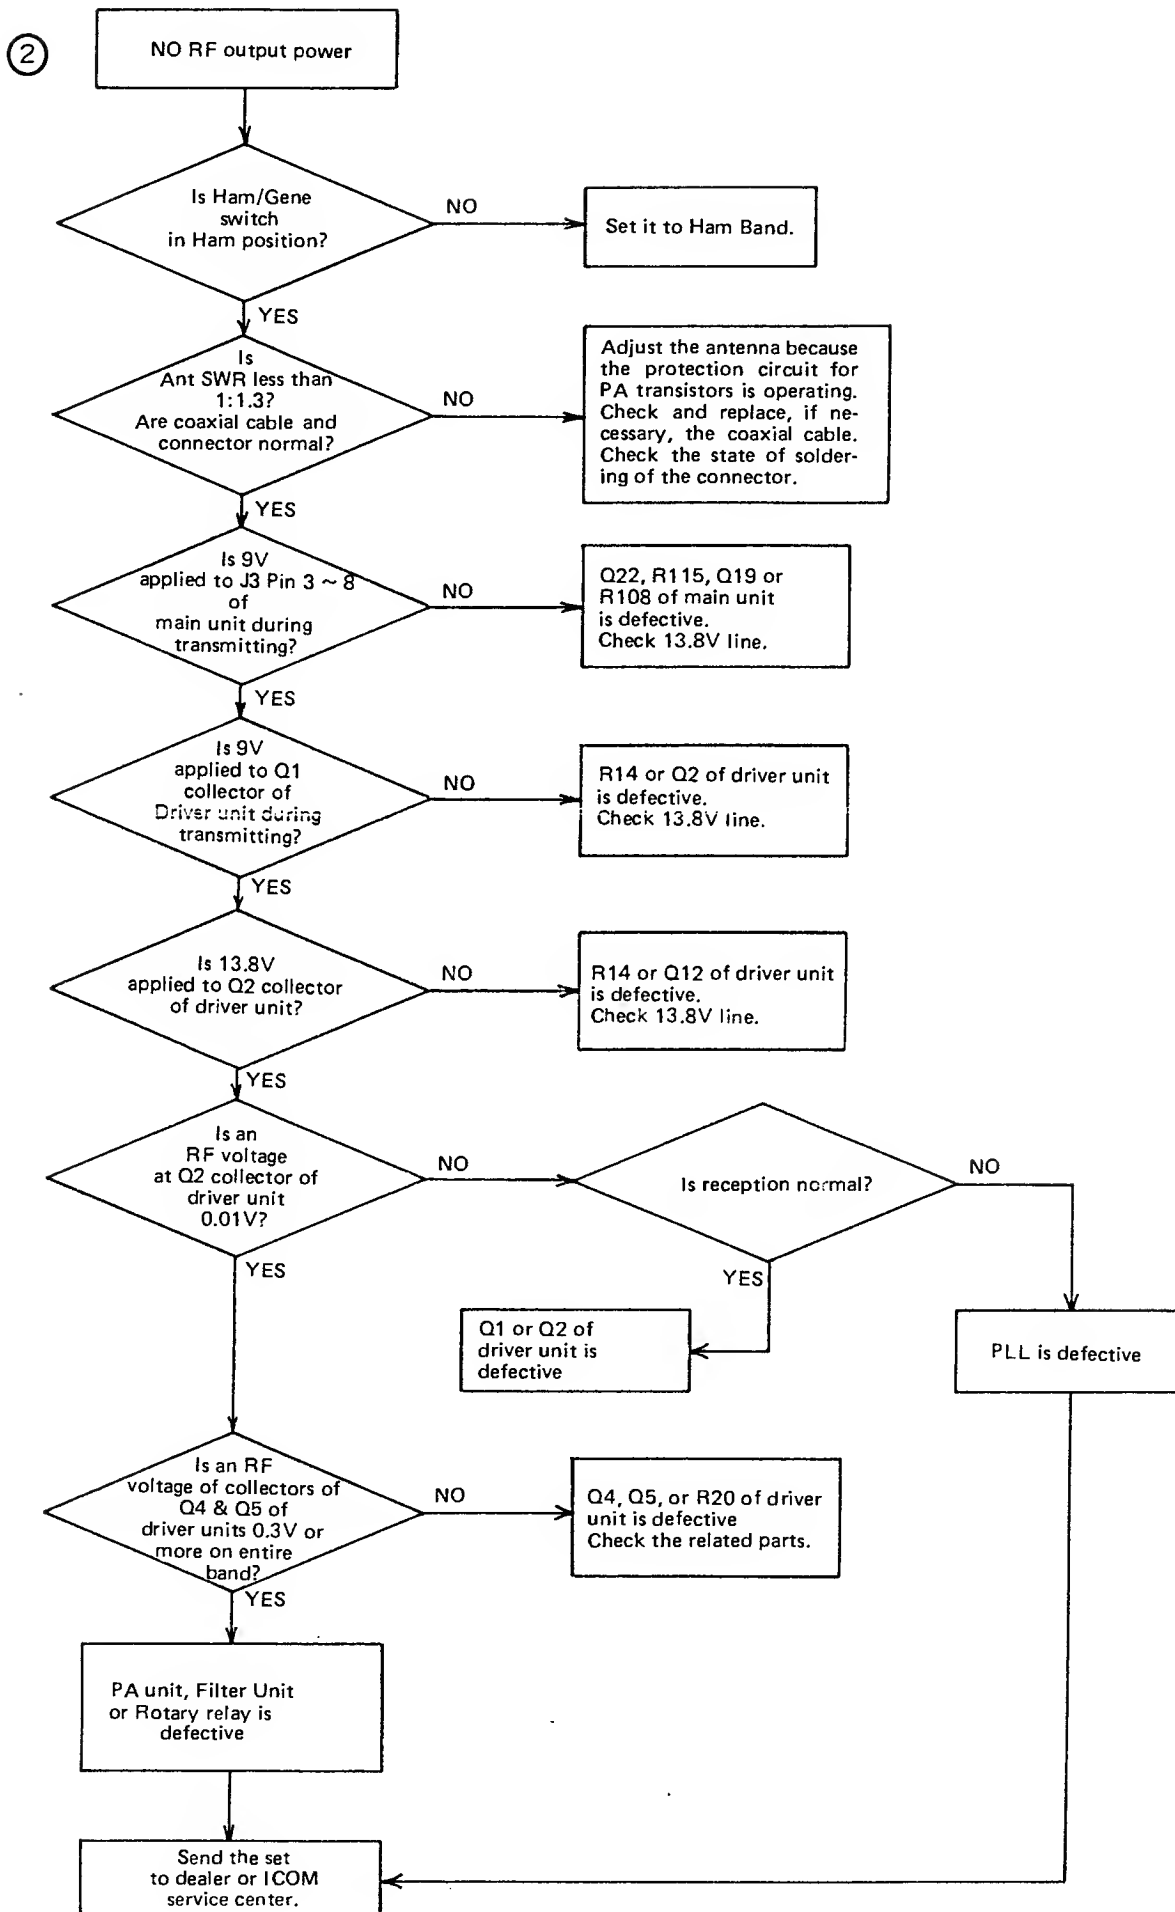 2
NO RF output power
Is Ham/Gene
switch
in Ham position?
NO
Set it to Ham Band.
YES
Is
Ant SWR less than
1:1.3?
Are coaxial cable and
connector normal?
NO
Adjust the antenna because
the protection circuit for
PA transistors is operating.
Check and replace, if ne-
cessary, the coaxial cable.
Check the state of solder-
ing of the connector.
YES
Is 9V
applied to J3 Pin 3 ~ 8
of
main unit during
transmitting?
NO
Q22, R115, Q19 or
R108 of main unit
is defective.
Check 13.8V line.
YES
Is 9V
applied to Q1
collector of
Driver unit during
transmitting?
NO
R14 or Q2 of driver unit
is defective.
Check 13.8V line.
YES
Is 13.8V
applied to Q2 collector
of driver unit?
NO
R14 or Q12 of driver unit
is defective.
Check 13.8V line.
YES
Is an
RF voltage
at Q2 collector of
driver unit
0.01V?
NO
Is reception normal?
NO
YES
YES
Q1 or Q2 of
driver unit is
defective
PLL is defective
Is an RF
voltage of collectors of
Q4 & Q5 of
driver units 0.3V or
more on entire
band?
NO
Q4, Q5, or R20 of driver
unit is defective
Check the related parts.
YES
PA unit, Filter Unit
or Rotary relay is
defective
Send the set
to dealer or ICOM
service center.